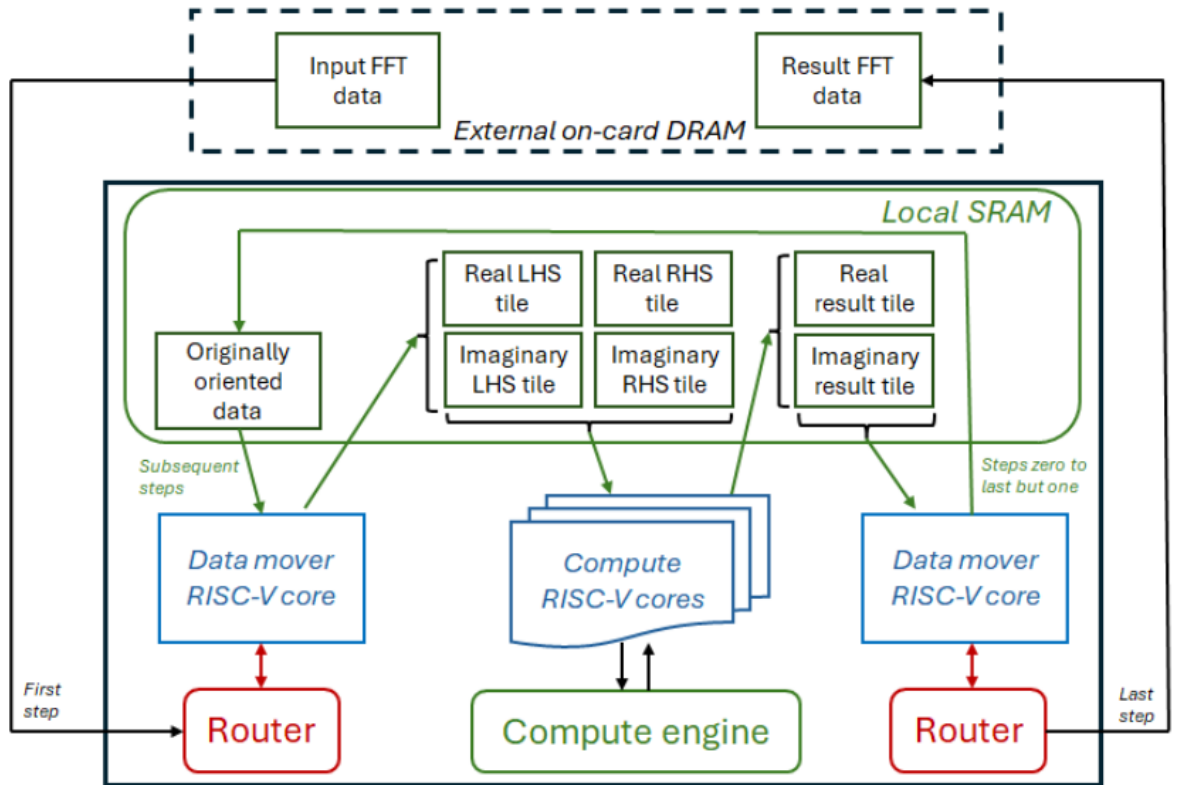 Input FFT
data
Result FFT
data
External on-card DRAM
Local SRAM
Real LHS
tile
Real RHS
tile
Real
result tile
Originally
oriented
data
Imaginary
LHS tile
Imaginary
RHS tile
Imaginary
result tile
Subsequent
steps
Steps zero to
last but one
Data mover
RISC-V core
Compute
RISC-V cores
Data mover
RISC-V core
First
step
Router
Compute engine
Router
Last
step